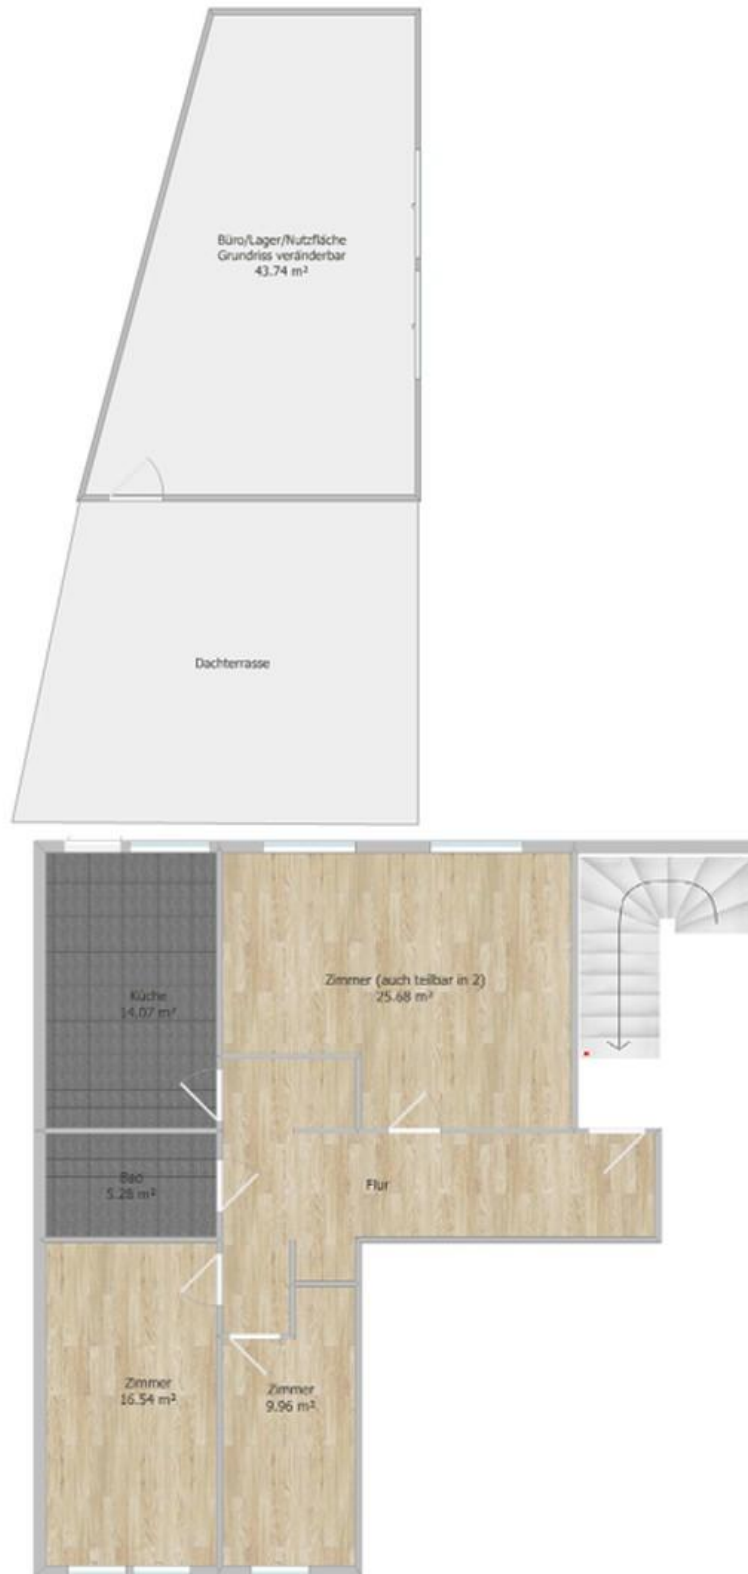 Büro/Lager/Nutzfläche
Grundriss veränderbar
43.74 m²
Dachterrasse
Küche
14.07 m²
Zimmer (auch teilbar in 2)
25.68 m²
Bad
5.28 m²
Flur
Zimmer
16.54 m²
Zimmer
9.96 m²